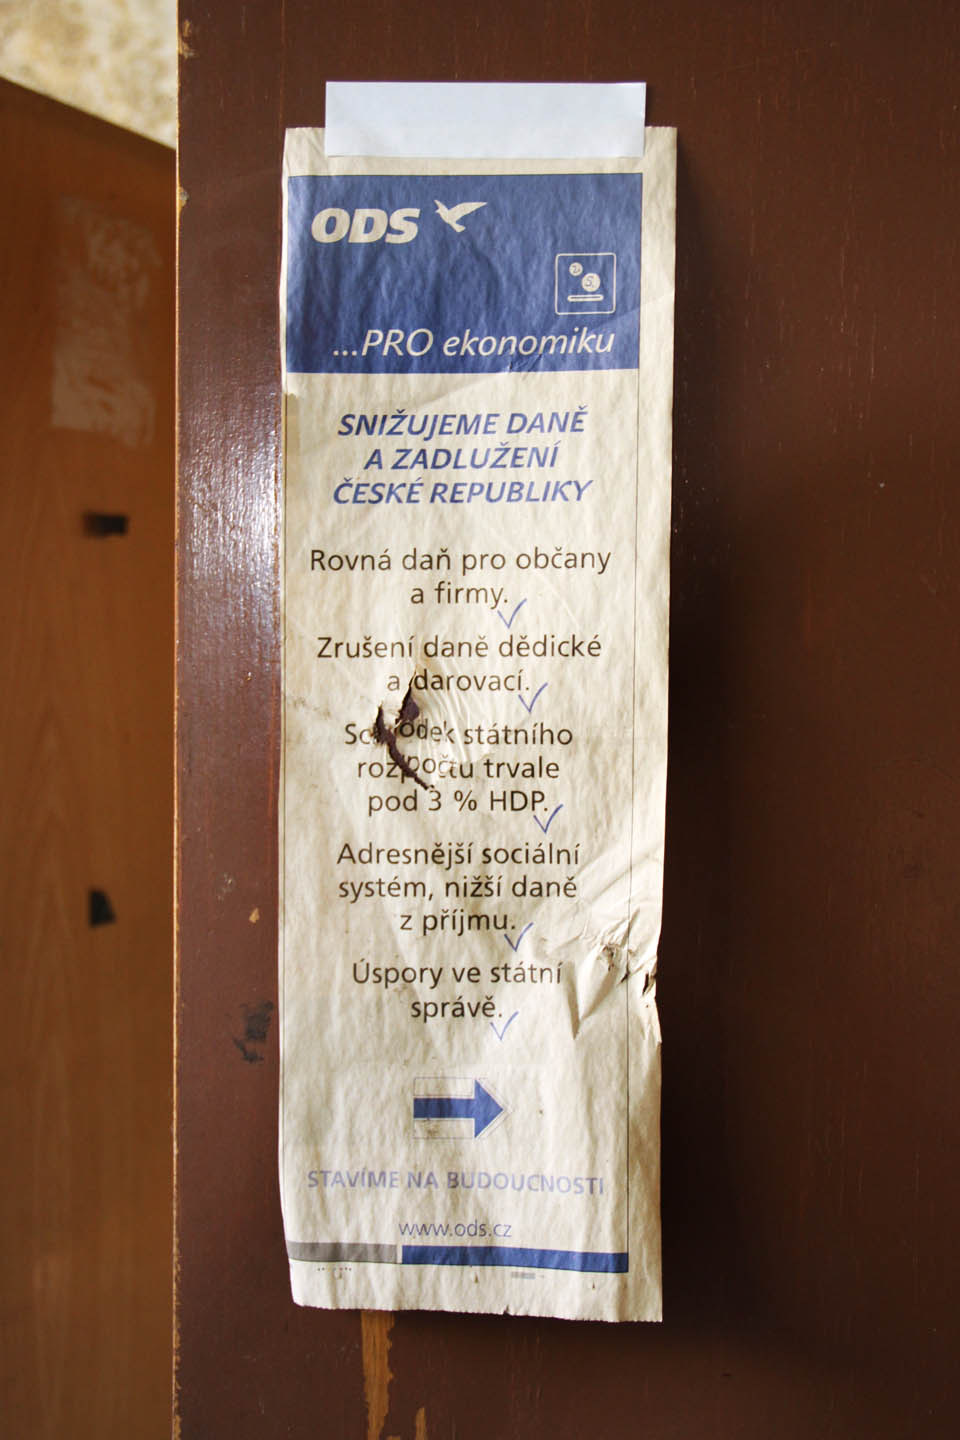 ODS
...PRO ekonomiku
SNIŽUJEME DANĚ
A ZADLUŽENÍ
ČESKÉ REPUBLIKY
Rovná daň pro občany
a firmy.
Zrušení daně dědické
a darovací.
státního
rozpočtu trvale
pod 3 % HDP.
Adresnější sociální
systém, nižší daně
z příjmu.
Úspory ve státní
správě.
STAVÍME NA BUDOUCNOSTI
www.ods.cz